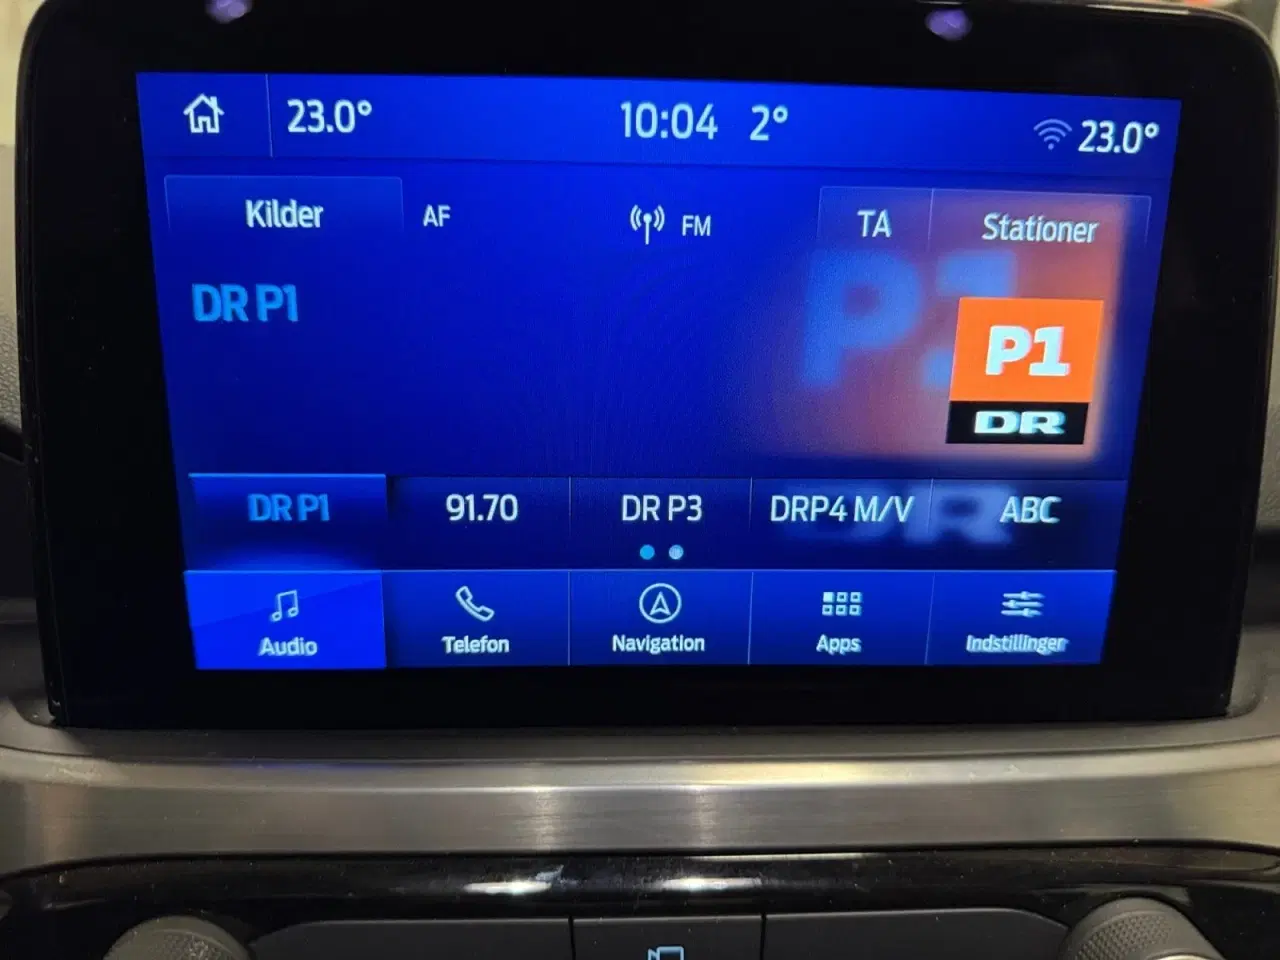 23.0° 10:04 2° 23.0°
Kilder AF FM TA Stationer
DR P1
P1
DR
DR P1 91.70 DR P3 DRP4 M/V ABC
Audio Telefon Navigation Apps Indstillinger